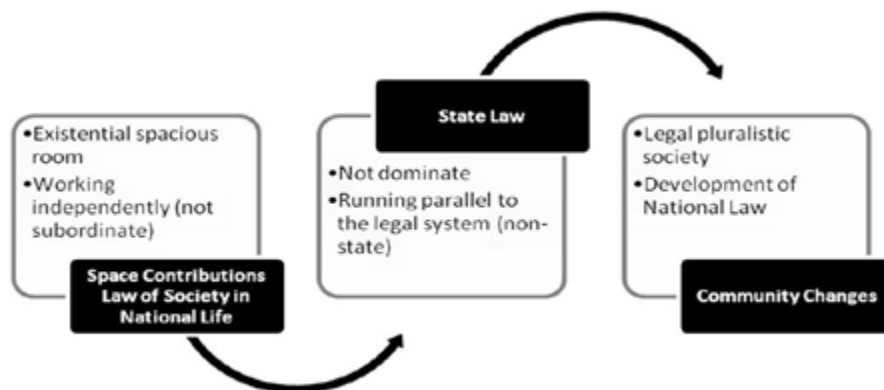 •Existential spacious
room
•Working
independently (not
subordinate)
Space Contributions
Law of Society in
National Life
State Law
•Not dominate
•Running parallel to
the legal system (non-
state)
•Legal pluralistic
society
•Development of
National Law
Community Changes